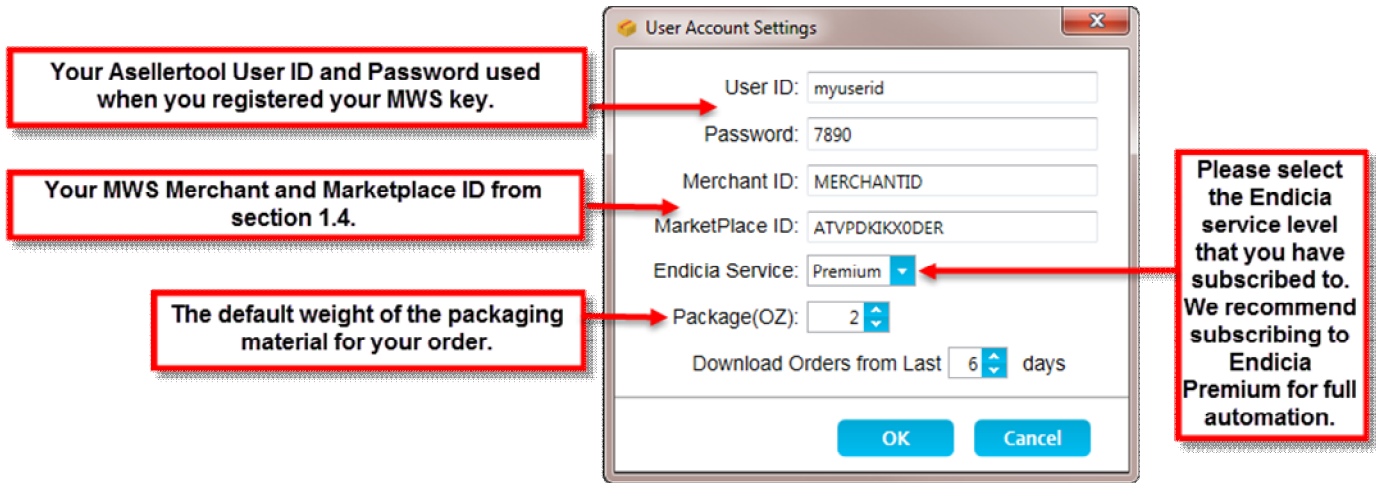 User Account Settings
Your Asellertool User ID and Password used
when you registered your MWS key.
User ID: myuserid
Password: 7890
Your MWS Merchant and Marketplace ID from
section 1.4.
Merchant ID: MERCHANTID
MarketPlace ID: ATVPDKIKX0DER
Endicia Service: Premium
Please select
the Endicia
service level
that you have
subscribed to.
We recommend
subscribing to
Endicia
Premium for full
automation.
The default weight of the packaging
material for your order.
Package(OZ): 2
Download Orders from Last 6 days
OK Cancel